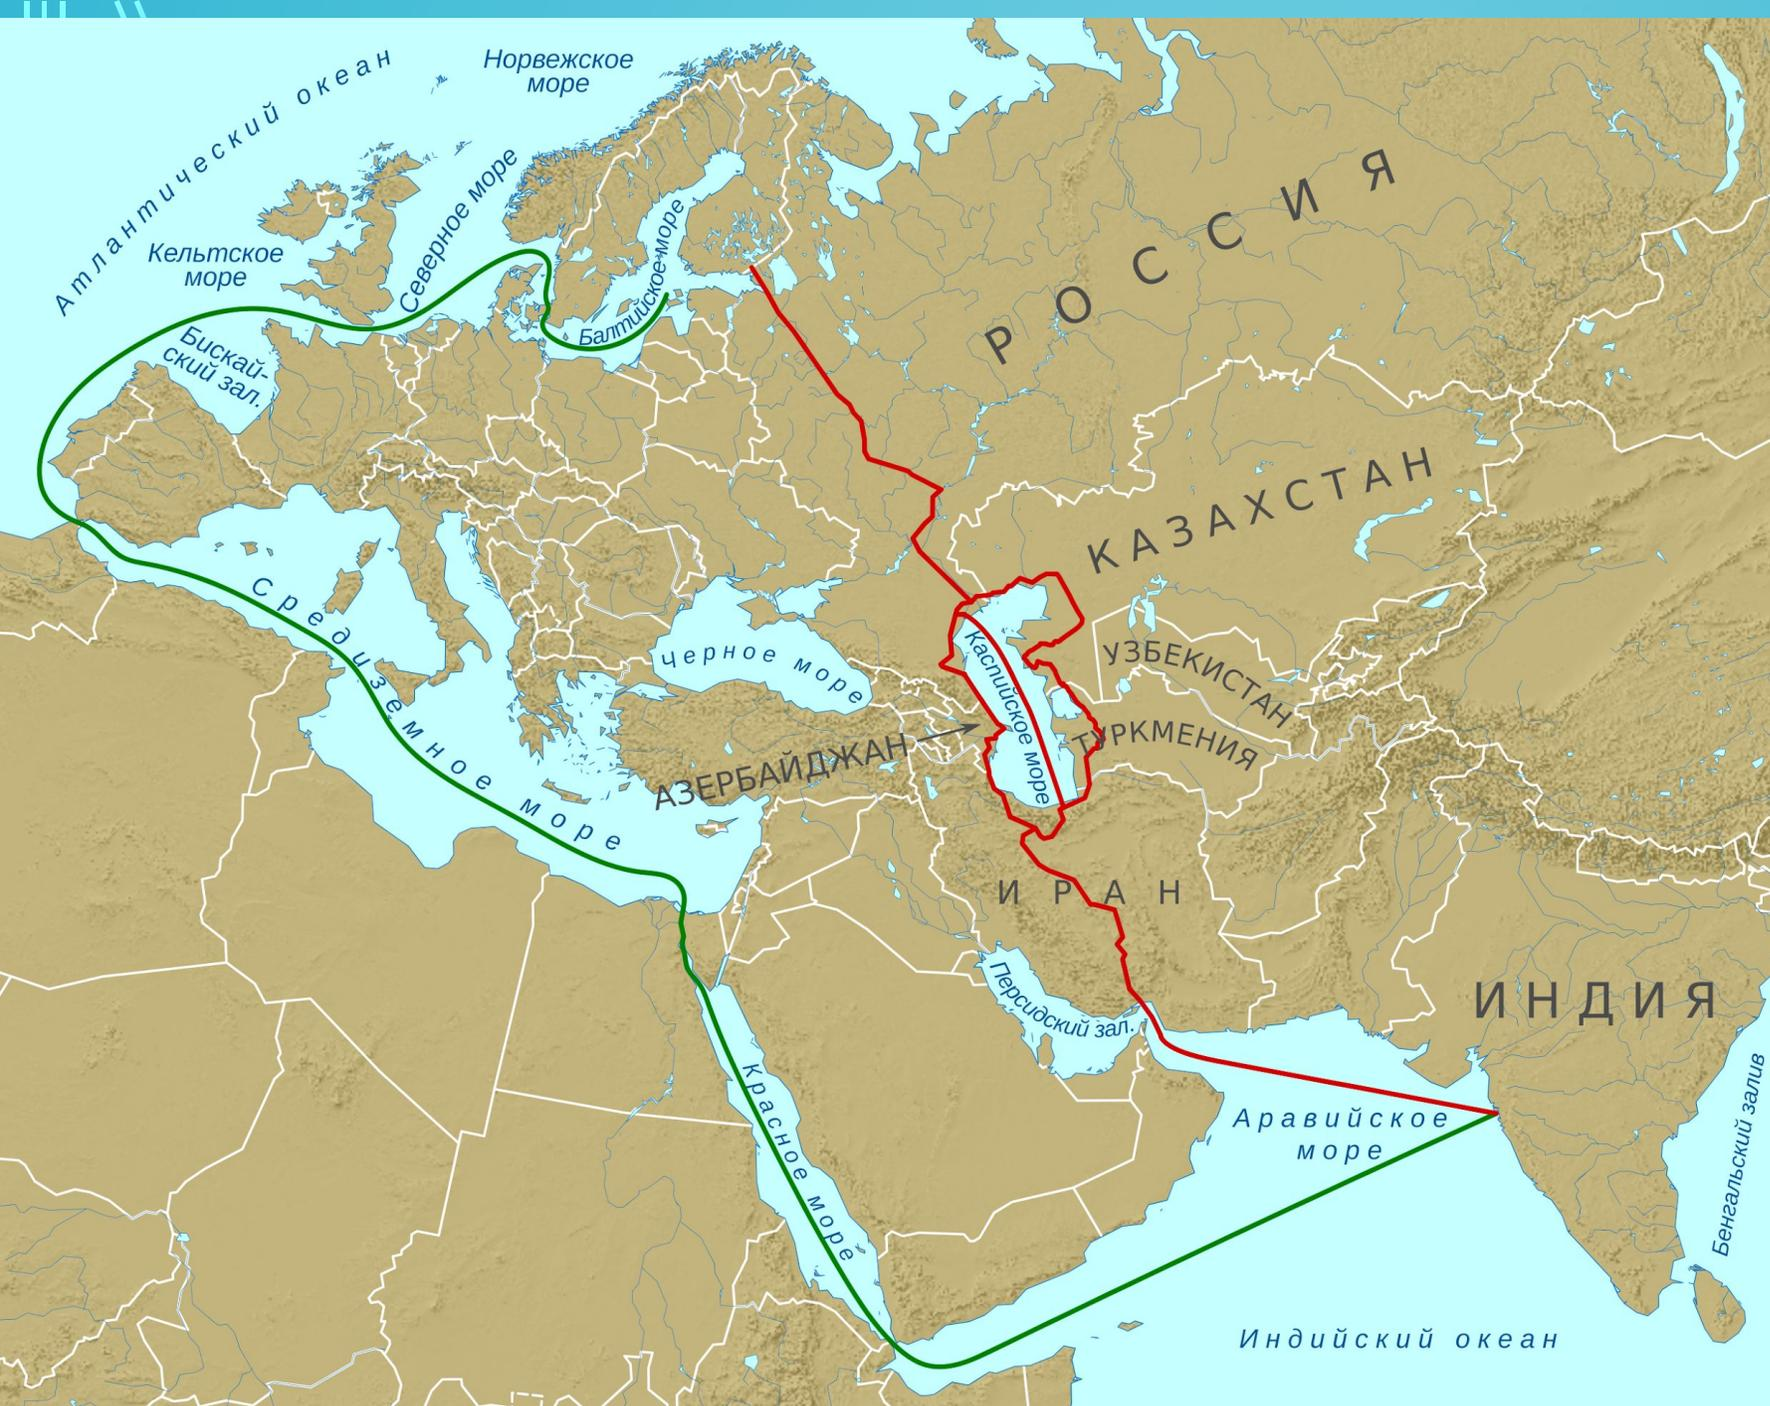 Атлантический океан
Норвежское
море
Северное море
Кельтское
море
Балтийское море
Бискай-
ский зал.
РОССИЯ
КАЗАХСТАН
Средиземное море
Черное море
Каспийское море
УЗБЕКИСТАН
ТУРКМЕНИЯ
АЗЕРБАЙДЖАН
ИРАН
Персидский зал.
ИНДИЯ
Красное море
Аравийское
море
Бенгальский залив
Индийский океан